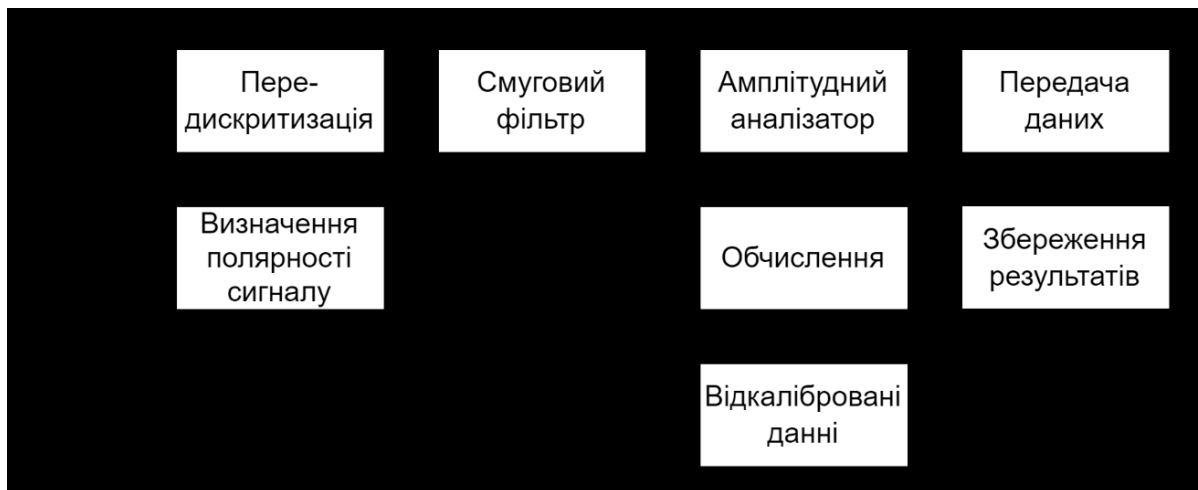 Пере-
дискритизація
Смуговий
фільтр
Амплітудний
аналізатор
Передача
даних
Визначення
полярності
сигналу
Обчислення
Збереження
результатів
Відкалібровані
данні